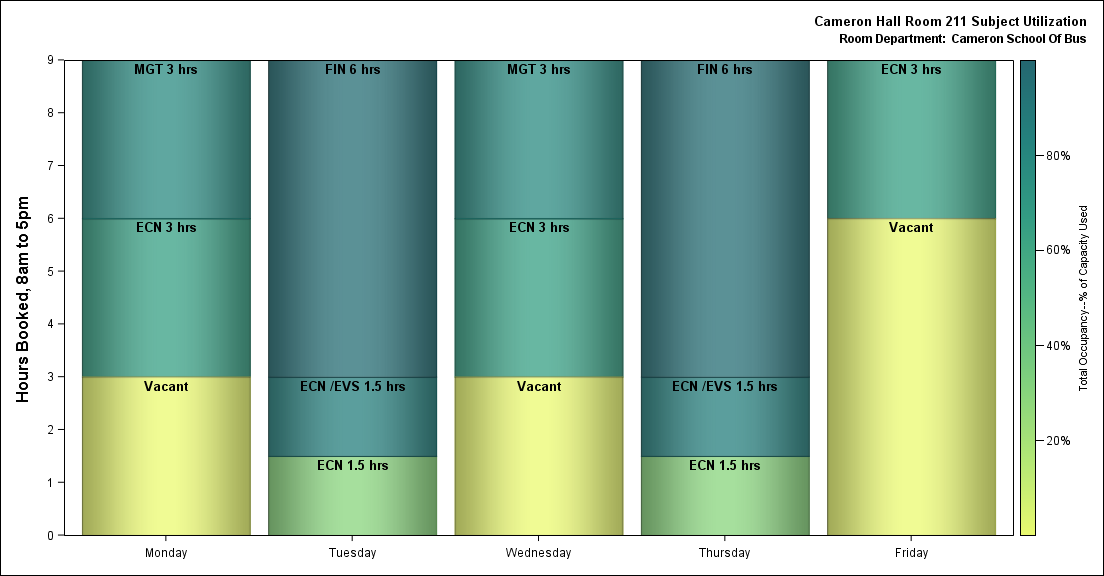 Cameron Hall Room 211 Subject Utilization
Room Department: Cameron School Of Bus
Hours Booked, 8am to 5pm
9
8
7
6
5
4
3
2
1
0
MGT 3 hrs
ECN 3 hrs
Vacant
FIN 6 hrs
ECN /EVS 1.5 hrs
ECN 1.5 hrs
MGT 3 hrs
ECN 3 hrs
Vacant
FIN 6 hrs
ECN /EVS 1.5 hrs
ECN 1.5 hrs
ECN 3 hrs
Vacant
Monday
Tuesday
Wednesday
Thursday
Friday
80%
60%
40%
20%
Total Occupancy--% of Capacity Used